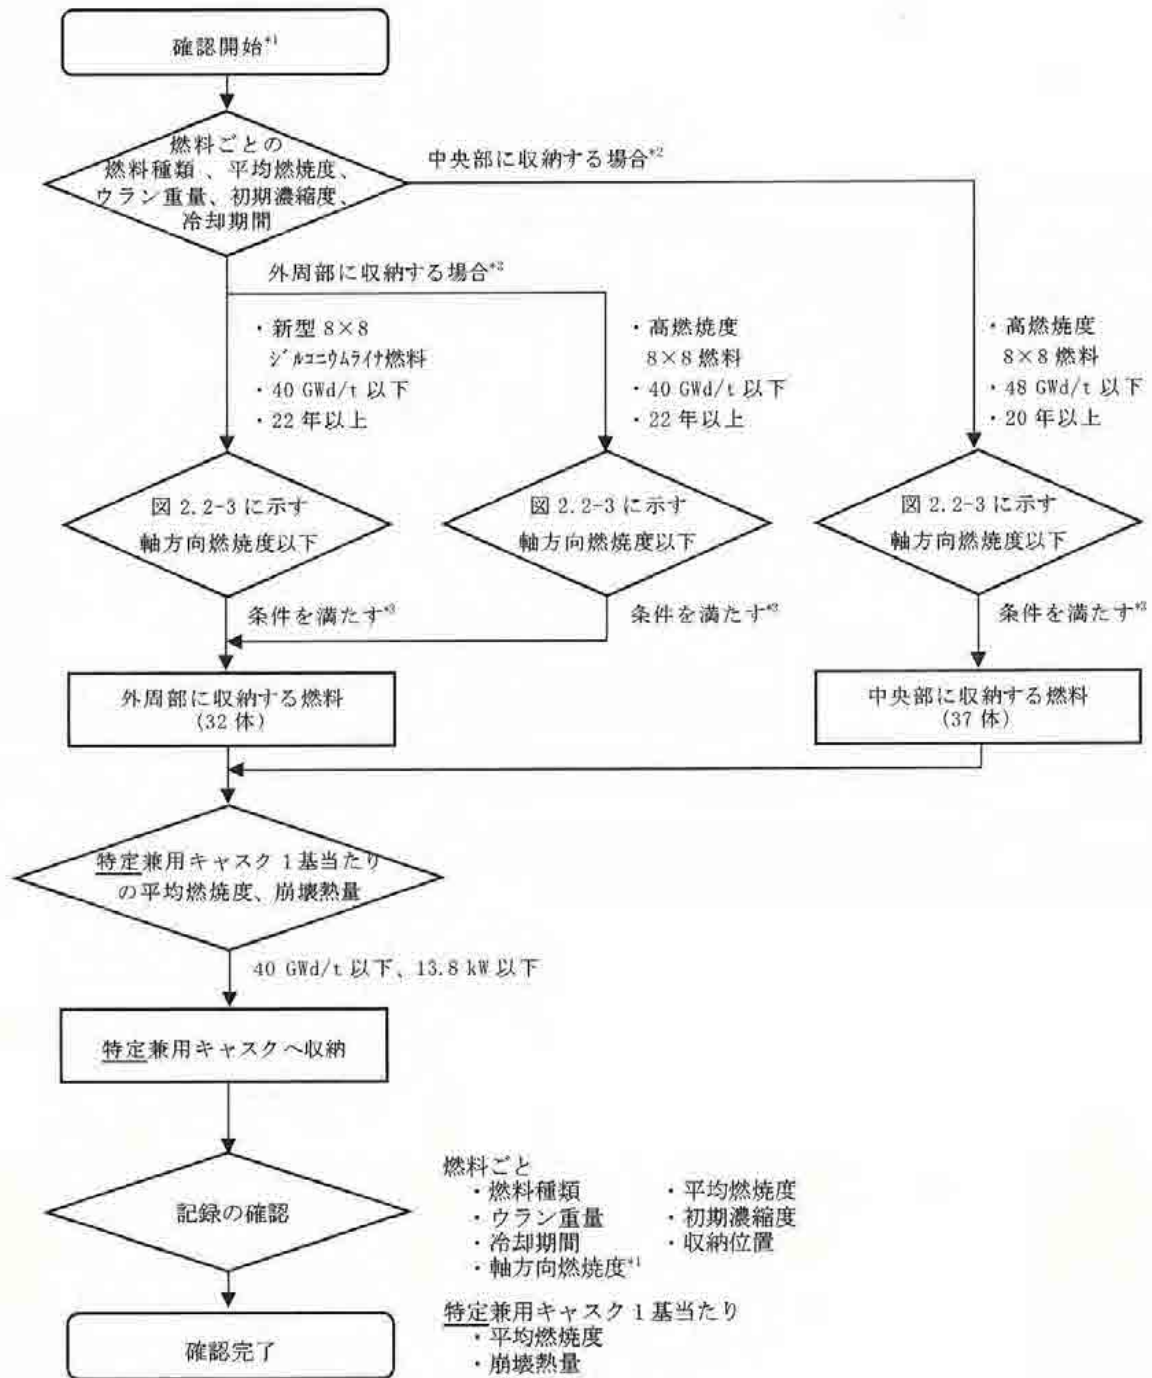 確認開始*1
燃料ごとの
燃料種類、平均燃焼度、
ウラン重量、初期濃縮度、
冷却期間
中央部に収納する場合*2
外周部に収納する場合*2
・新型 8×8
ジルコニウムライナ燃料
・40 GWd/t 以下
・22 年以上
・高燃焼度
8×8 燃料
・40 GWd/t 以下
・22 年以上
・高燃焼度
8×8 燃料
・48 GWd/t 以下
・20 年以上
図 2.2-3 に示す
軸方向燃焼度以下
図 2.2-3 に示す
軸方向燃焼度以下
図 2.2-3 に示す
軸方向燃焼度以下
条件を満たす*3
条件を満たす*3
条件を満たす*3
外周部に収納する燃料
(32 体)
中央部に収納する燃料
(37 体)
特定兼用キャスク 1 基当たり
の平均燃焼度、崩壊熱量
40 GWd/t 以下、13.8 kW 以下
特定兼用キャスクへ収納
記録の確認
燃料ごと
・燃料種類
・平均燃焼度
・ウラン重量
・初期濃縮度
・冷却期間
・収納位置
・軸方向燃焼度*1
特定兼用キャスク 1 基当たり
・平均燃焼度
・崩壊熱量
確認完了